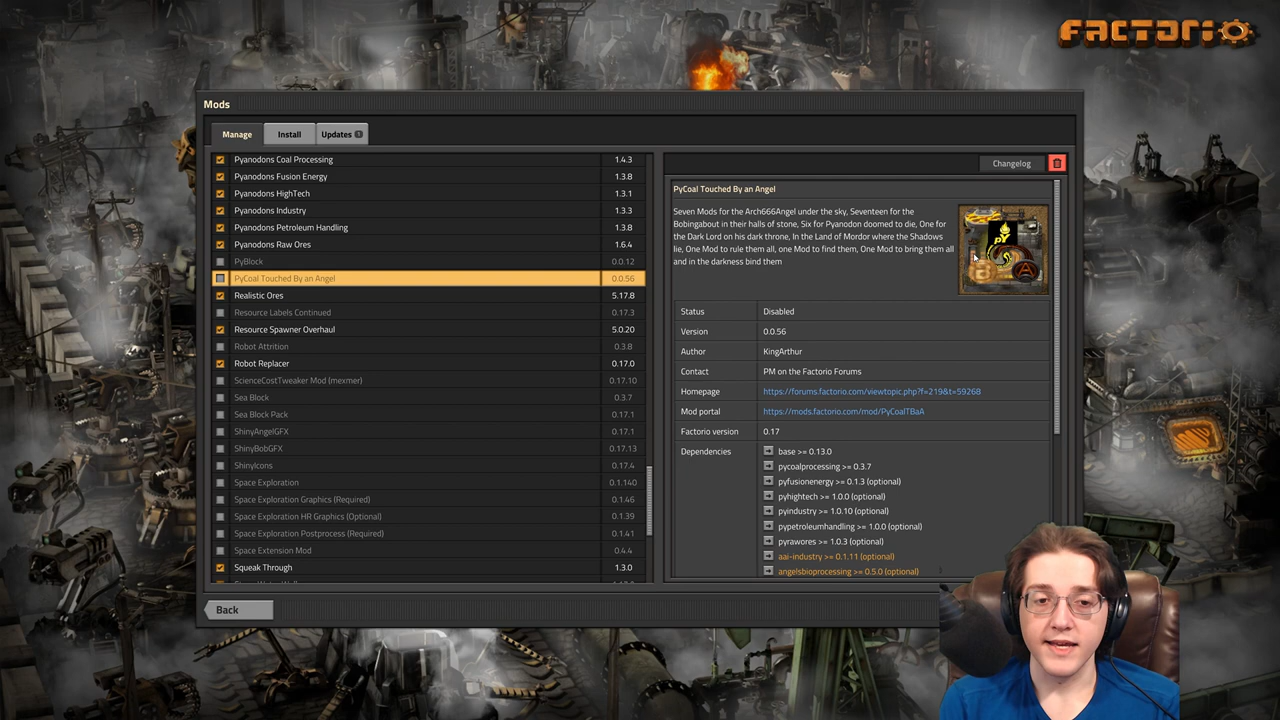 FACTORIO
Mods
Manage
Install
Updates 1
Pyanodons Coal Processing 1.4.3
Pyanodons Fusion Energy 1.3.8
Pyanodons HighTech 1.3.1
Pyanodons Industry 1.3.3
Pyanodons Petroleum Handling 1.3.8
Pyanodons Raw Ores 1.6.4
PyBlock 0.0.12
PyCoal Touched By an Angel 0.0.56
Realistic Ores 5.17.8
Resource Labels Continued 0.17.3
Resource Spawner Overhaul 5.0.20
Robot Attrition 0.3.8
Robot Replacer 0.17.0
ScienceCostTweaker Mod (mexmer) 0.17.10
Sea Block 0.3.7
Sea Block Pack 0.17.1
ShinyAngelGFX 0.17.1
ShinyBobGFX 0.17.13
ShinyIcons 0.17.4
Space Exploration 0.1.140
Space Exploration Graphics (Required) 0.1.46
Space Exploration HR Graphics (Optional) 0.1.39
Space Exploration Postprocess (Required) 0.1.41
Space Extension Mod 0.4.4
Squeak Through 1.3.0
Back
Changelog
PyCoal Touched By an Angel
Seven Mods for the Arch666Angel under the sky, Seventeen for the
Bobingabout in their halls of stone, Six for Pyanodon doomed to die, One for
the Dark Lord on his dark throne, In the Land of Mordor where the Shadows
lie, One Mod to rule them all, one Mod to find them, One Mod to bring them all
and in the darkness bind them
pY
B
A
Status Disabled
Version 0.0.56
Author KingArthur
Contact PM on the Factorio Forums
Homepage https://forums.factorio.com/viewtopic.php?f=219&t=59268
Mod portal https://mods.factorio.com/mod/PyCoalTBaA
Factorio version 0.17
Dependencies base >= 0.13.0
pycoalprocessing >= 0.3.7
pyfusionenergy >= 0.1.3 (optional)
pyhightech >= 1.0.0 (optional)
pyindustry >= 1.0.10 (optional)
pypetroleumhandling >= 1.0.0 (optional)
pyrawores >= 1.0.3 (optional)
aai-industry >= 0.1.11 (optional)
angelsbioprocessing >= 0.5.0 (optional)